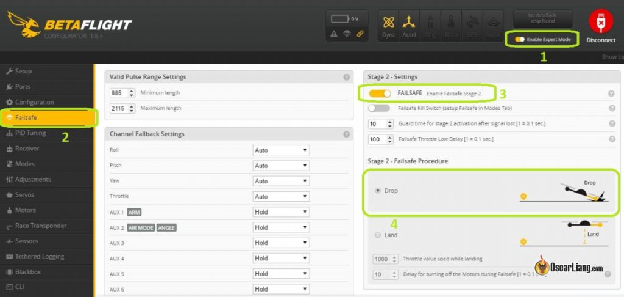 BETAFLIGHT
CONFIGURATOR
0 V
Gyro
Accel
Enable Expert Mode
Disconnect
1
Setup
Ports
Configuration
Failsafe
2
PID Tuning
Receiver
Modes
Adjustments
Servos
Motors
Race Transponder
Sensors
Tethered Logging
Blackbox
CLI
Valid Pulse Range Settings
885 Minimum length
2115 Maximum length
Channel Fallback Settings
Roll Auto
Pitch Auto
Yaw Auto
Throttle Auto
AUX 1 ARM Hold
AUX 2 AIR MODE ANGLE Hold
AUX 3 Hold
AUX 4 Hold
AUX 5 Hold
AUX 6 Hold
Stage 2 - Settings
FAILSAFE Enable Failsafe Stage 2
3
Failsafe Kill Switch (setup Failsafe in Modes Tab)
10 Guard time for stage 2 activation after signal lost [1 = 0.1 sec.]
100 Failsafe Throttle Low Delay [1 = 0.1 sec.]
Stage 2 - Failsafe Procedure
Drop
Drop
4
Land
Land
1000 Throttle value used while landing
10 Delay for turning off the Motors during Failsafe [1 = 0.1 sec.]
OscarLiang.com